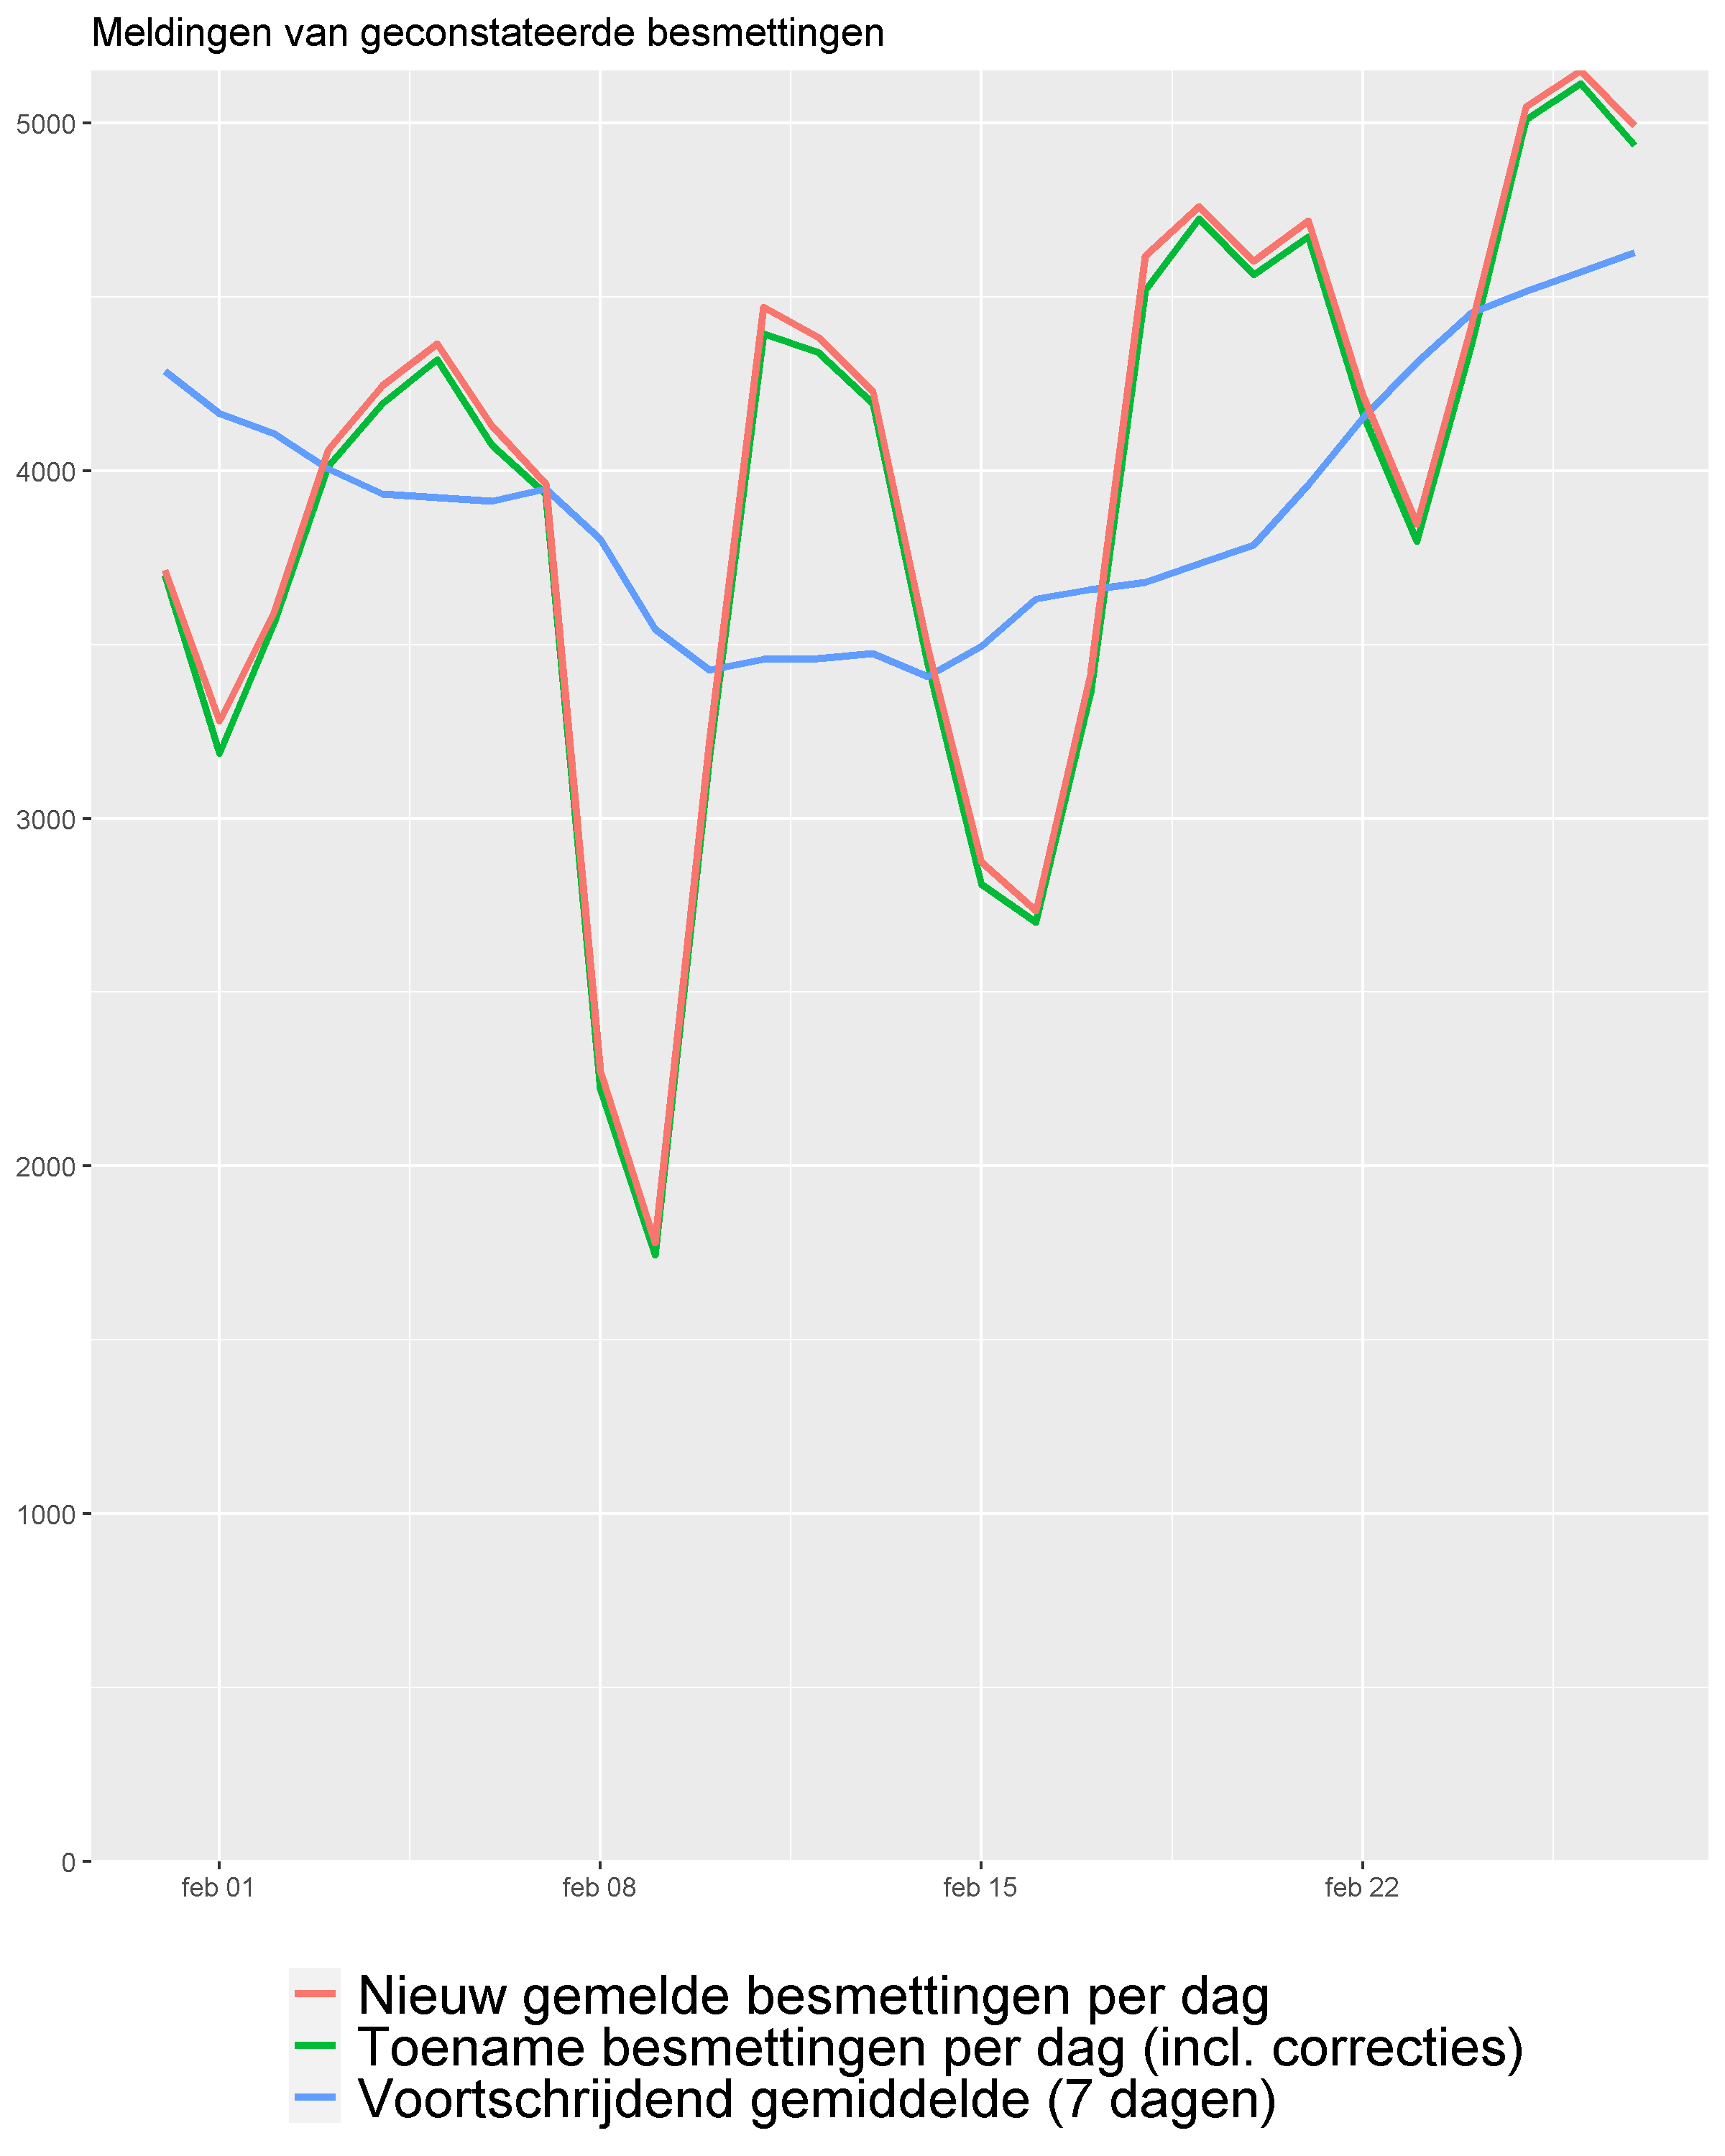 Meldingen van geconstateerde besmettingen
5000
4000
3000
2000
1000
0
feb 01 feb 08 feb 15 feb 22
Nieuw gemelde besmettingen per dag
Toename besmettingen per dag (incl. correcties)
Voortschrijdend gemiddelde (7 dagen)